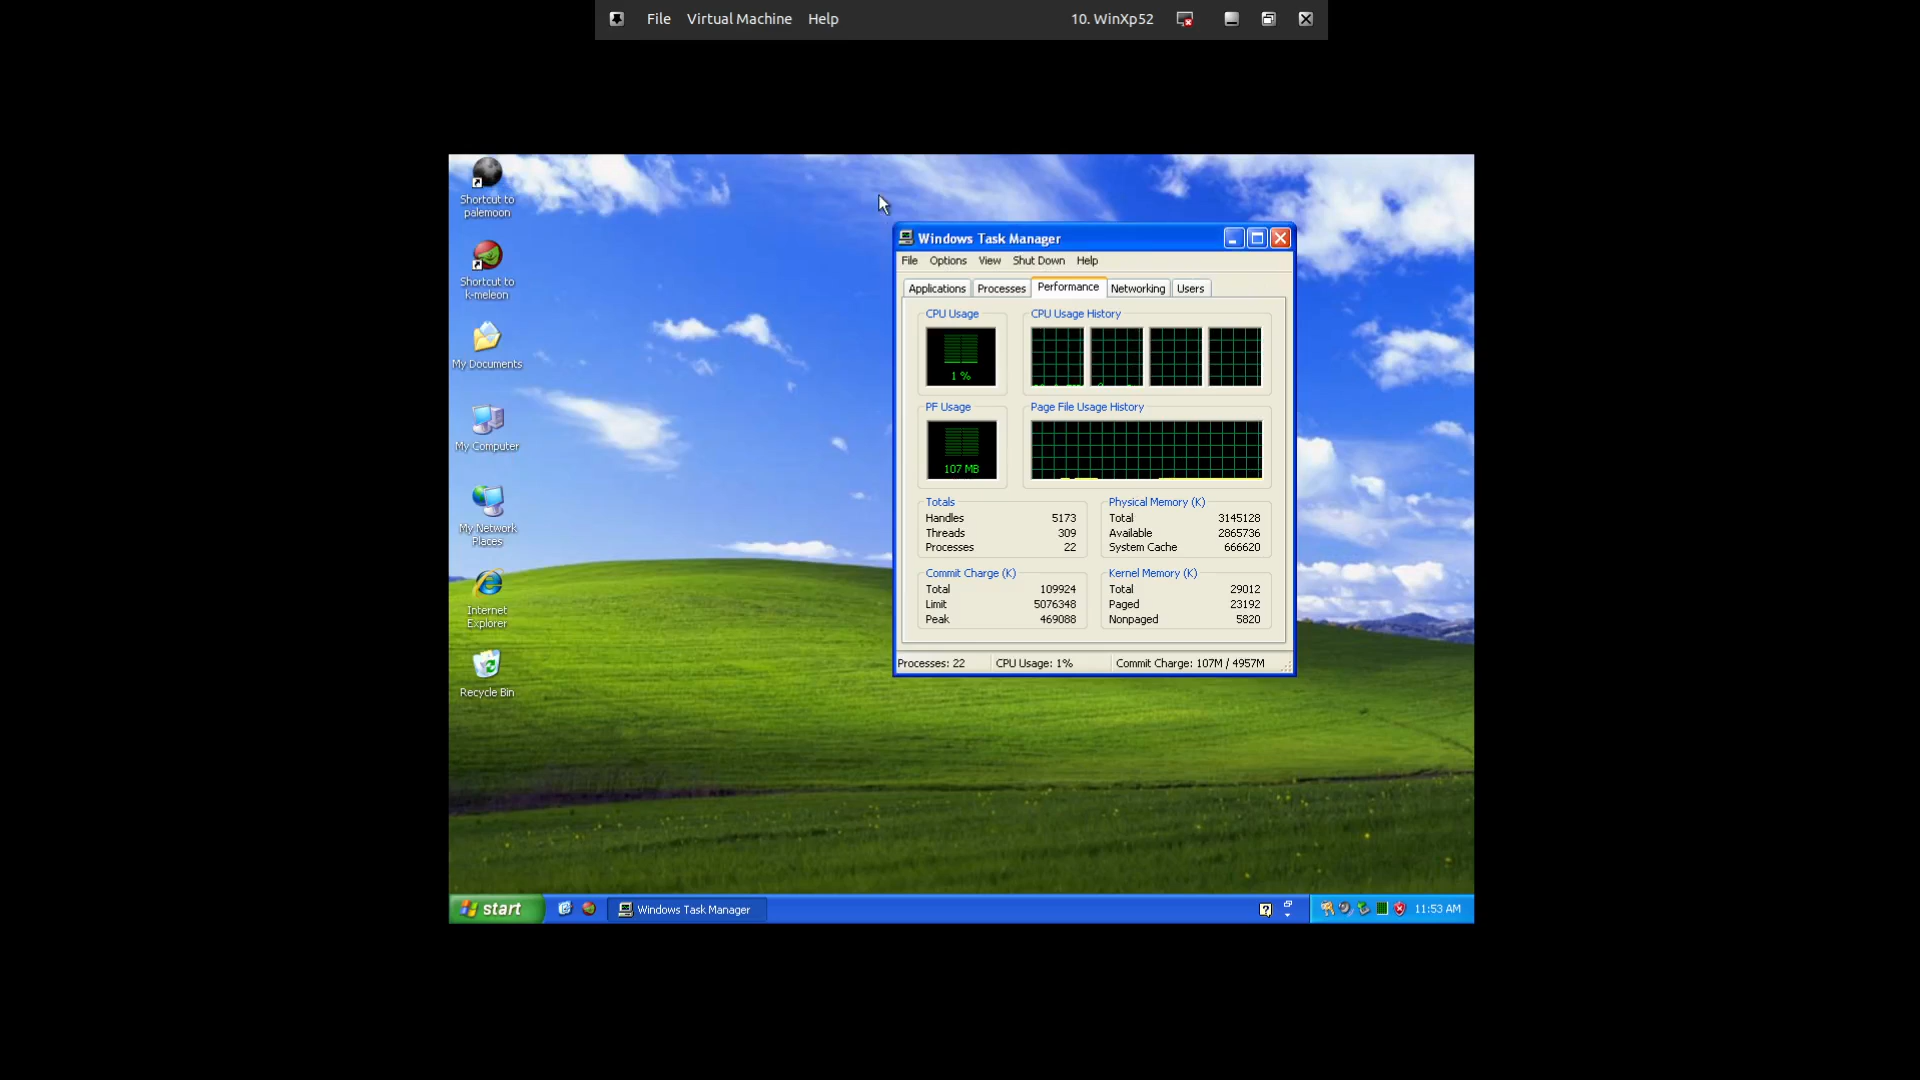 File Virtual Machine Help 10. WinXp52
Shortcut to
palemoon
Shortcut to
k-meleon
My Documents
My Computer
My Network
Places
Internet
Explorer
Recycle Bin
Windows Task Manager
File Options View Shut Down Help
Applications Processes Performance Networking Users
CPU Usage CPU Usage History
1 %
PF Usage Page File Usage History
107 MB
Totals
Handles 5173
Threads 309
Processes 22
Physical Memory (K)
Total 3145128
Available 2865736
System Cache 666620
Commit Charge (K)
Total 109924
Limit 5076348
Peak 469088
Kernel Memory (K)
Total 29012
Paged 23192
Nonpaged 5820
Processes: 22 CPU Usage: 1% Commit Charge: 107M / 4957M
start Windows Task Manager 11:53 AM